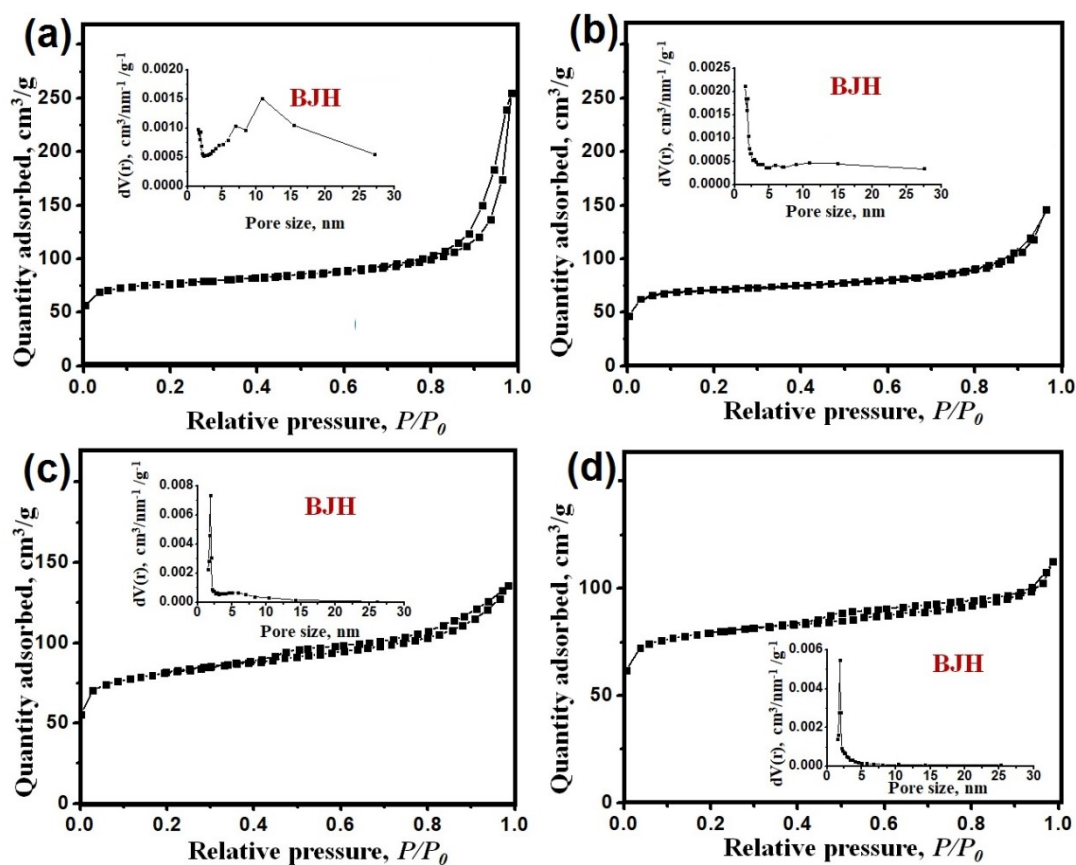 (a)
BJH
dV(r), cm³/nm⁻¹ /g⁻¹
0.0020
0.0015
0.0010
0.0005
0.0000
0 5 10 15 20 25 30
Pore size, nm
Quantity adsorbed, cm³/g
250
200
150
100
50
0
0.0 0.2 0.4 0.6 0.8 1.0
Relative pressure, P/P₀
(b)
BJH
dV(r), cm³/nm⁻¹ /g⁻¹
0.0025
0.0020
0.0015
0.0010
0.0005
0.0000
0 5 10 15 20 25 30
Pore size, nm
Quantity adsorbed, cm³/g
250
200
150
100
50
0
0.0 0.2 0.4 0.6 0.8 1.0
Relative pressure, P/P₀
(c)
BJH
dV(r), cm³/nm⁻¹ /g⁻¹
0.008
0.006
0.004
0.002
0.000
0 5 10 15 20 25 30
Pore size, nm
Quantity adsorbed, cm³/g
150
100
50
0
0.0 0.2 0.4 0.6 0.8 1.0
Relative pressure, P/P₀
(d)
Quantity adsorbed, cm³/g
100
50
0
BJH
dV(r), cm³/nm⁻¹ /g⁻¹
0.006
0.004
0.002
0.000
0 5 10 15 20 25 30
Pore size, nm
0.0 0.2 0.4 0.6 0.8 1.0
Relative pressure, P/P₀